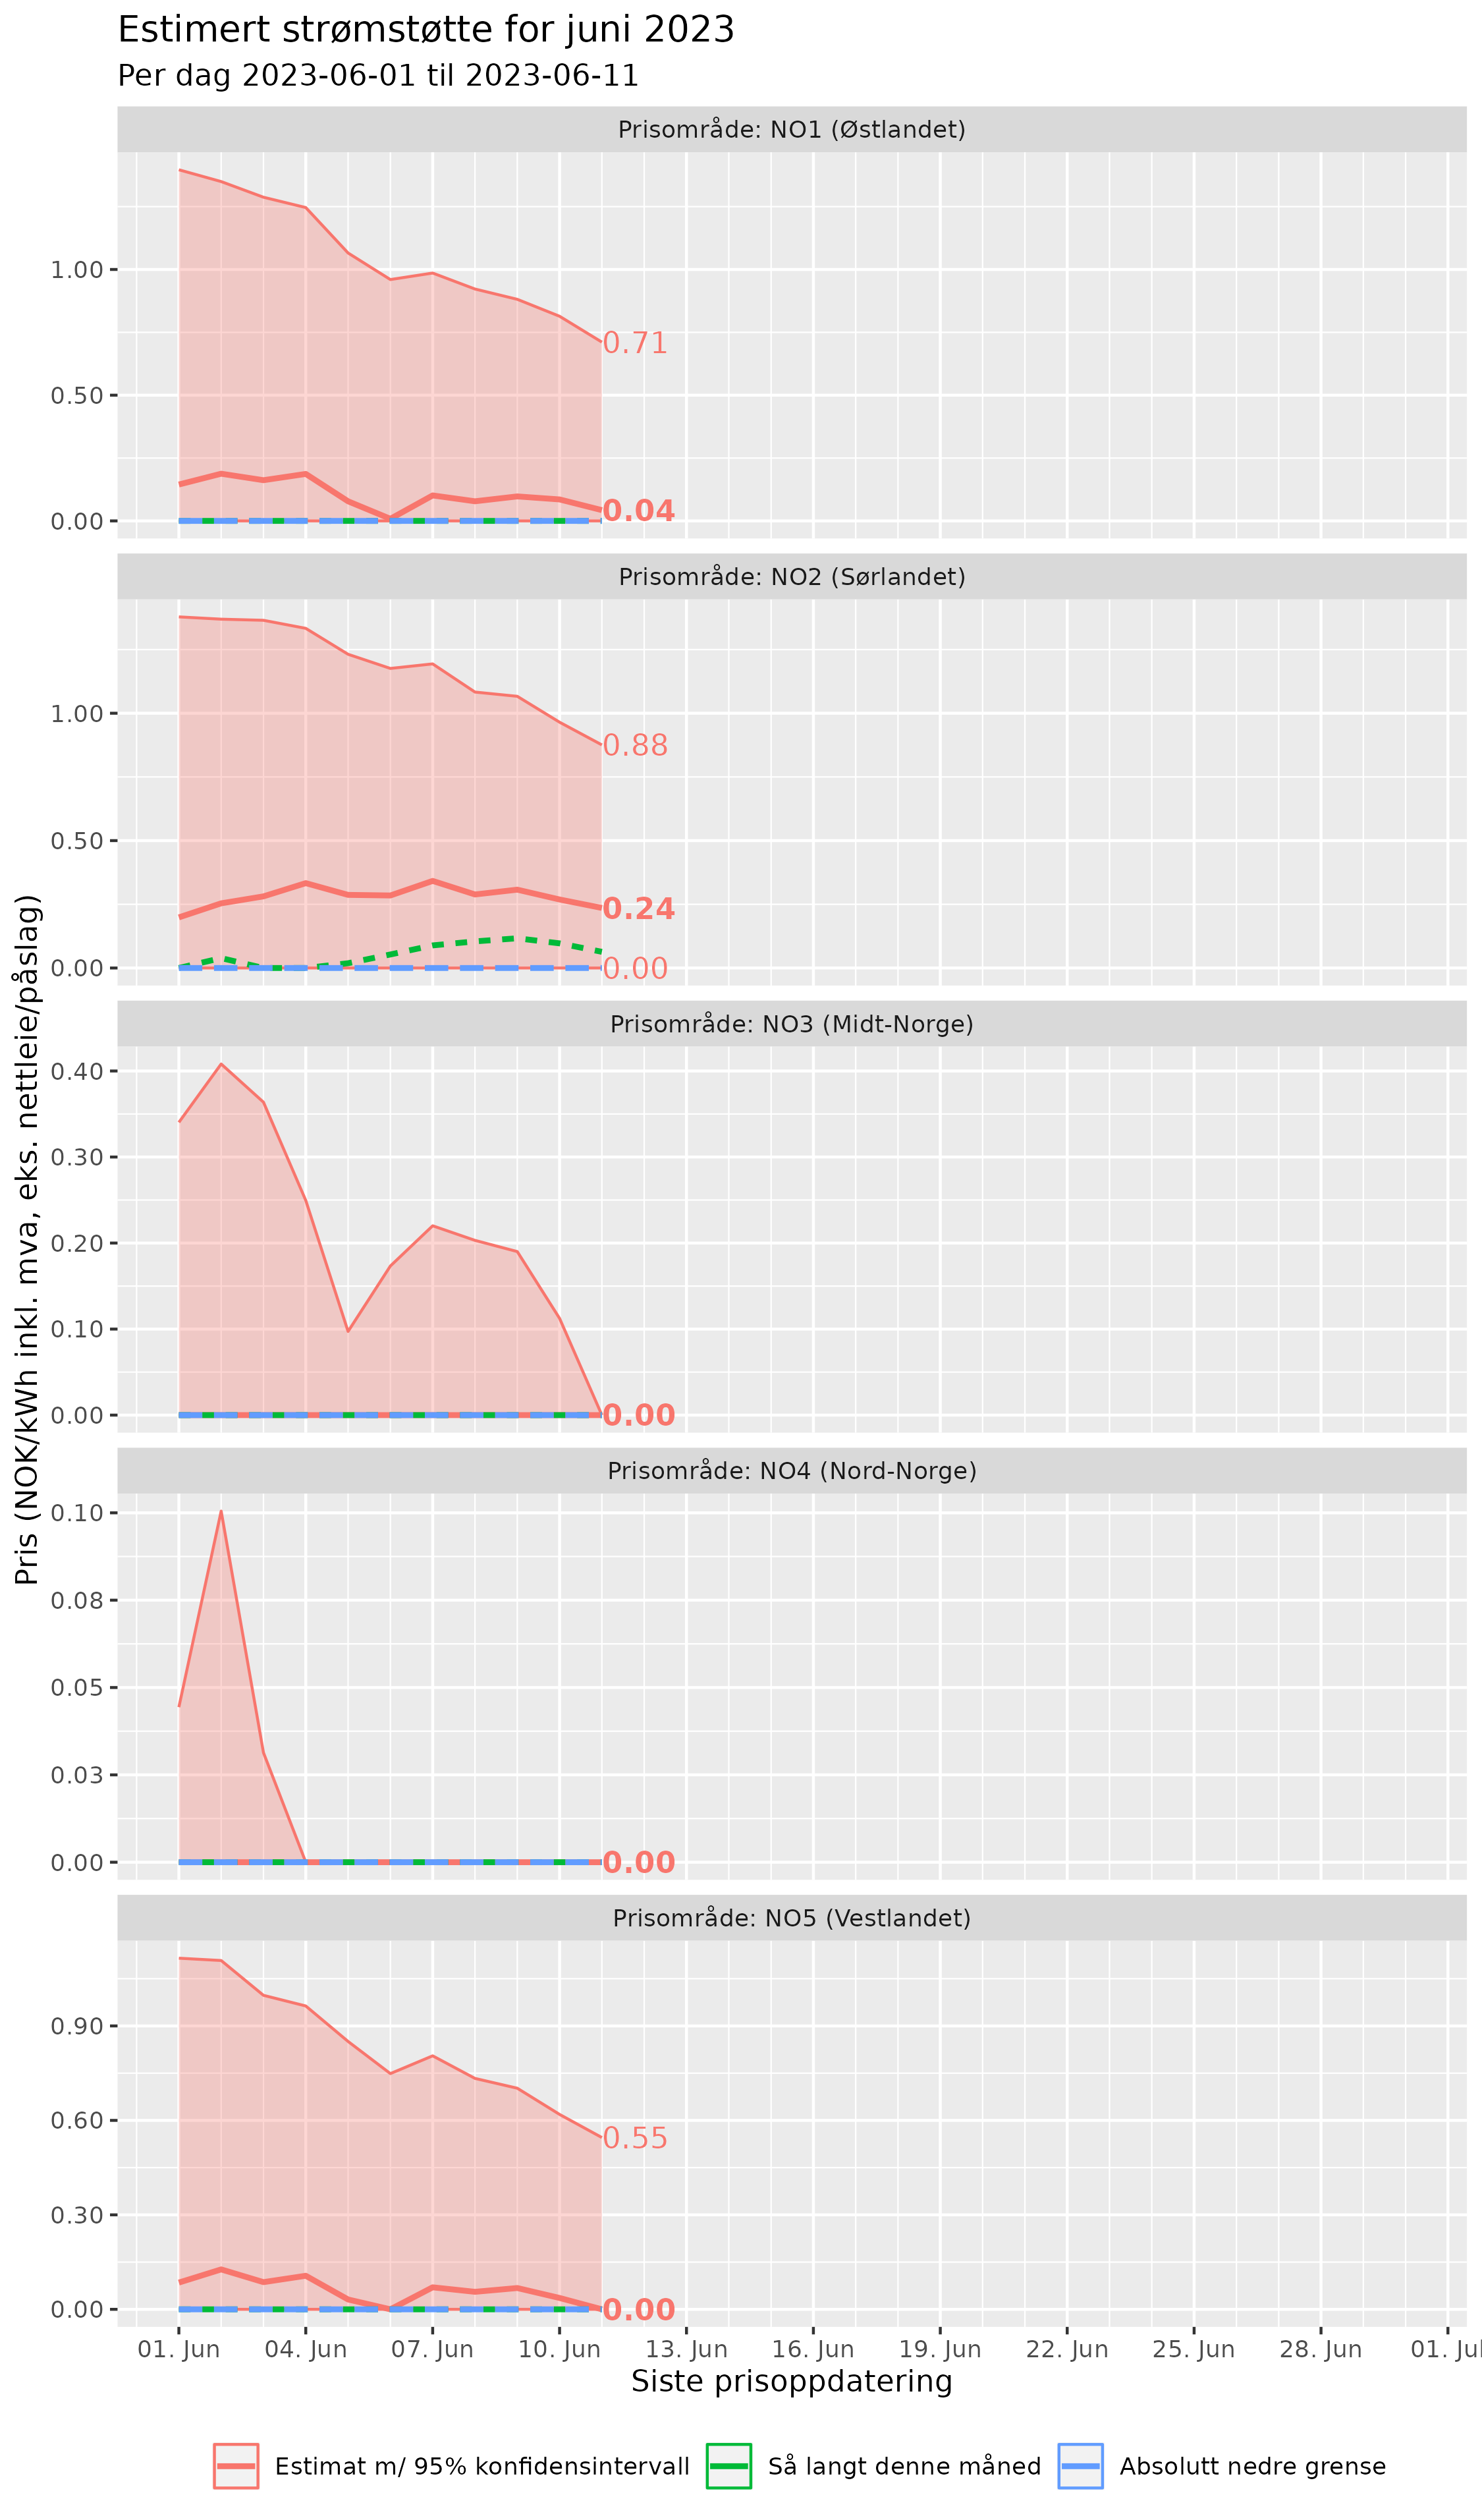 Estimert strømstøtte for juni 2023
Per dag 2023-06-01 til 2023-06-11
Pris (NOK/kWh inkl. mva, eks. nettleie/påslag)
Prisområde: NO1 (Østlandet)
1.00
0.50
0.00
0.71
0.04
Prisområde: NO2 (Sørlandet)
1.00
0.50
0.00
0.88
0.24
0.00
Prisområde: NO3 (Midt-Norge)
0.40
0.30
0.20
0.10
0.00
0.00
Prisområde: NO4 (Nord-Norge)
0.10
0.08
0.05
0.03
0.00
0.00
Prisområde: NO5 (Vestlandet)
0.90
0.60
0.30
0.00
0.55
0.00
01. Jun 04. Jun 07. Jun 10. Jun 13. Jun 16. Jun 19. Jun 22. Jun 25. Jun 28. Jun 01. Jul
Siste prisoppdatering
Estimat m/ 95% konfidensintervall Så langt denne måned Absolutt nedre grense